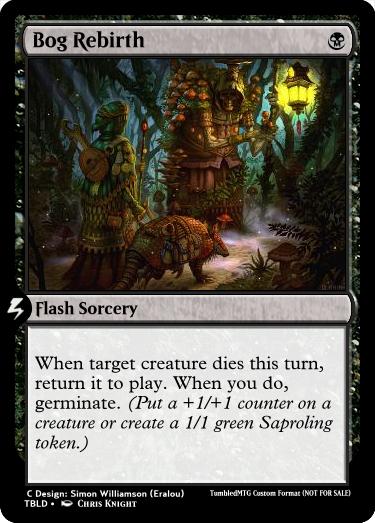 Bog Rebirth
Flash Sorcery
When target creature dies this turn,
return it to play. When you do,
germinate. (Put a +1/+1 counter on a
creature or create a 1/1 green Saproling
token.)
C Design: Simon Williamson (Eralou)
TumbledMTG Custom Format (NOT FOR SALE)
TBLD • Chris Knight